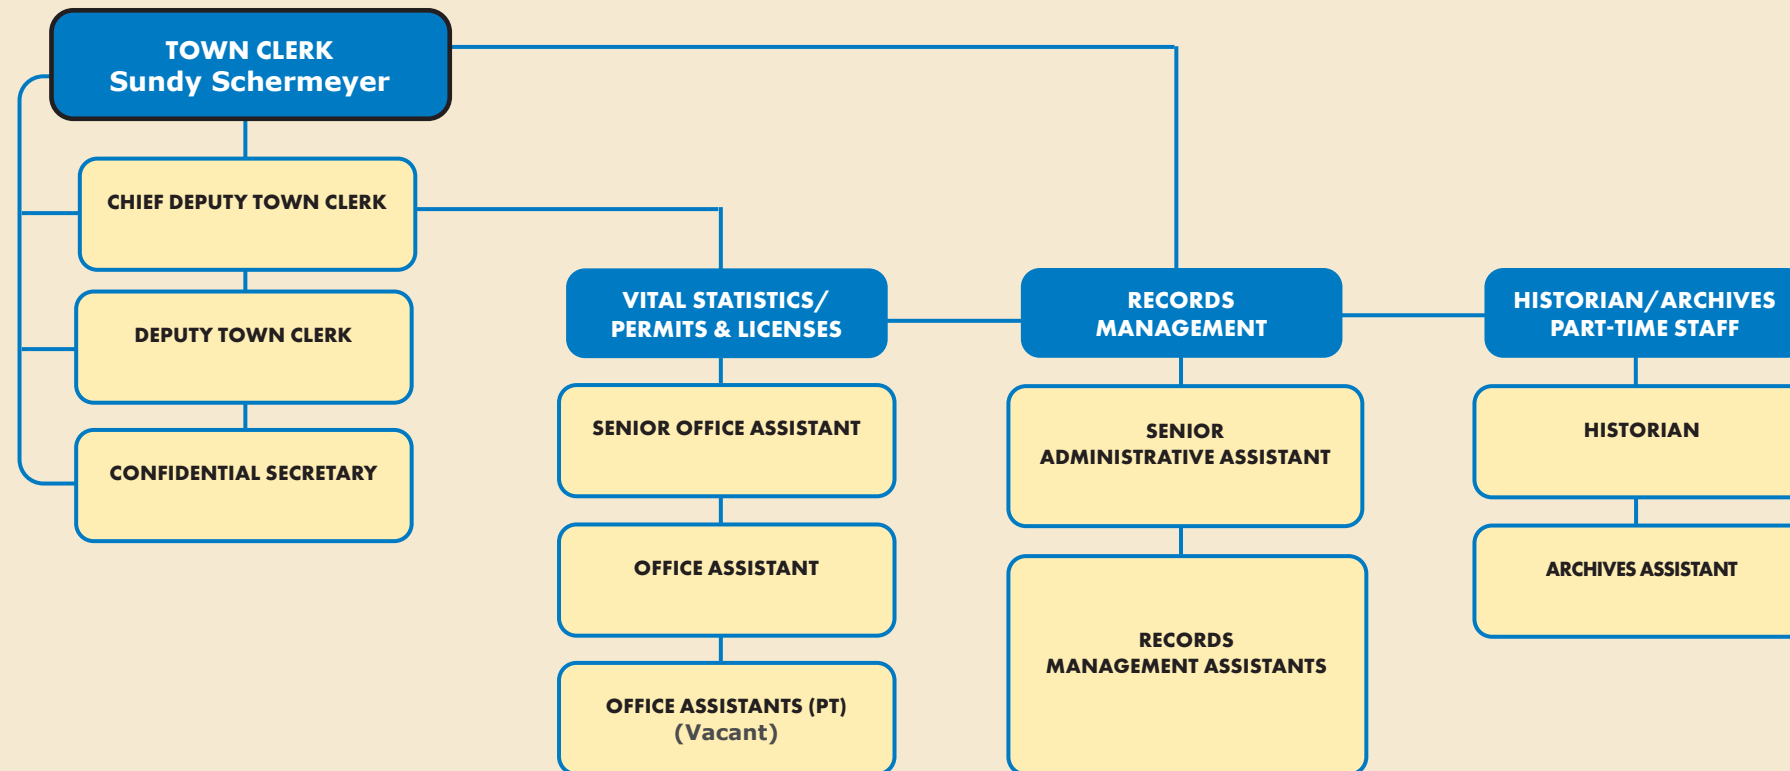 TOWN CLERK
Sundy Schermeyer
CHIEF DEPUTY TOWN CLERK
DEPUTY TOWN CLERK
CONFIDENTIAL SECRETARY
VITAL STATISTICS/
PERMITS & LICENSES
SENIOR OFFICE ASSISTANT
OFFICE ASSISTANT
OFFICE ASSISTANTS (PT)
(Vacant)
RECORDS
MANAGEMENT
SENIOR
ADMINISTRATIVE ASSISTANT
RECORDS
MANAGEMENT ASSISTANTS
HISTORIAN/ARCHIVES
PART-TIME STAFF
HISTORIAN
ARCHIVES ASSISTANT